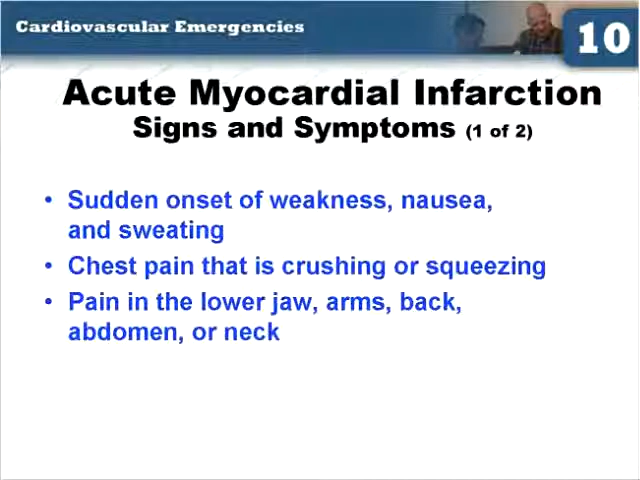 Cardiovascular Emergencies
10
Acute Myocardial Infarction
Signs and Symptoms (1 of 2)
• Sudden onset of weakness, nausea,
and sweating
• Chest pain that is crushing or squeezing
• Pain in the lower jaw, arms, back,
abdomen, or neck